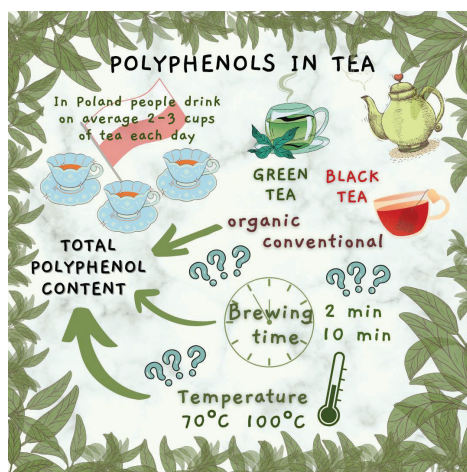 POLYPHENOLS IN TEA
In Poland people drink
on average 2-3 cups
of tea each day
GREEN
TEA
BLACK
TEA
organic
conventional
TOTAL
POLYPHENOL
CONTENT
???
???
Brewing
time
2 min
10 min
???
Temperature
70°C 100°C